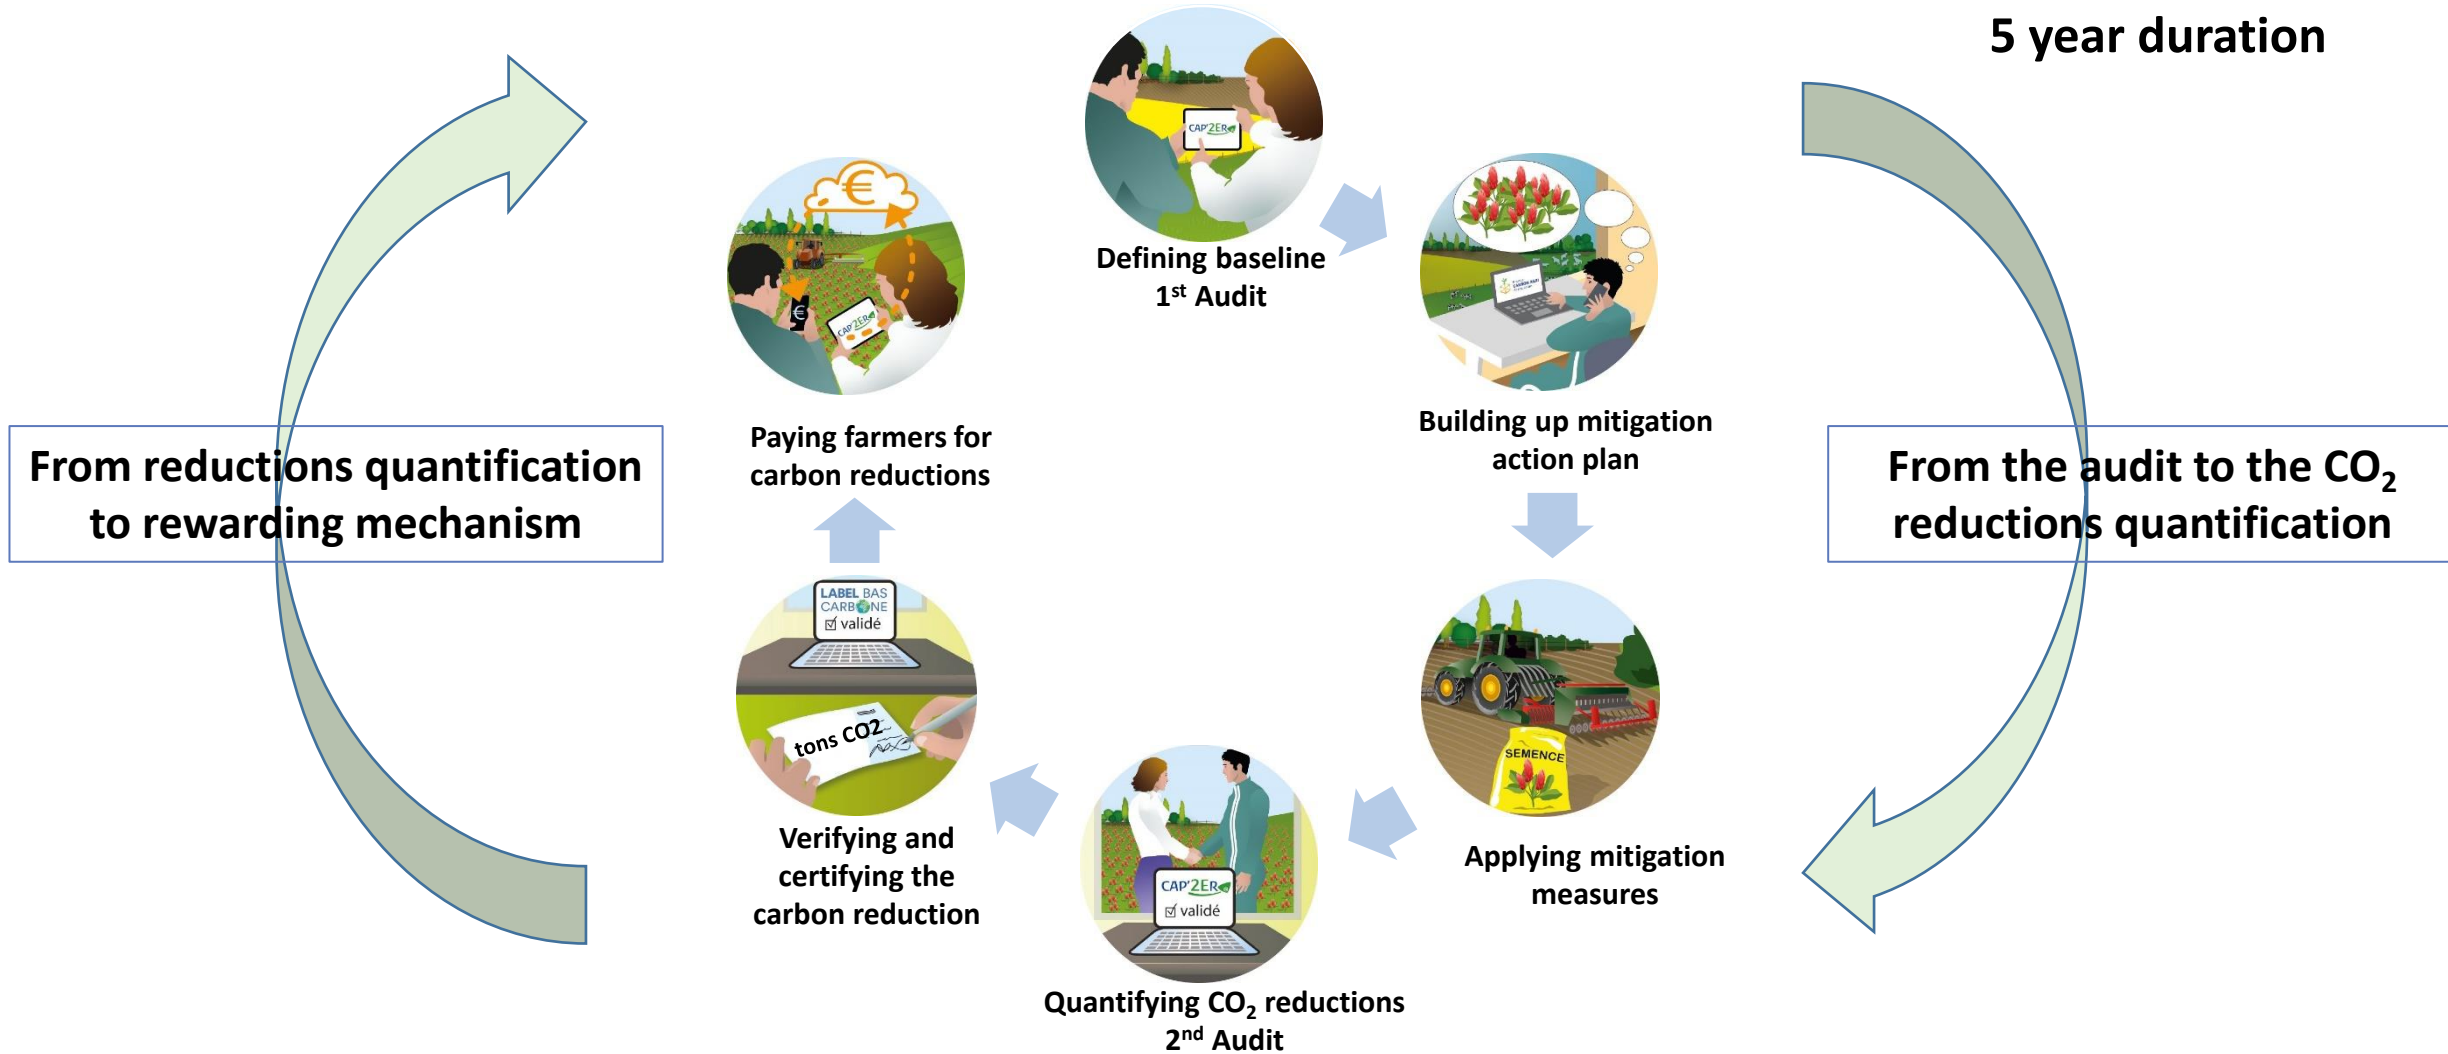 5 year duration
CAP'2ER
Defining baseline
1st Audit
Building up mitigation
action plan
SEMENCE
Applying mitigation
measures
CAP'2ER
☑ validé
Quantifying CO₂ reductions
2nd Audit
LABEL BAS
CARBONE
☑ validé
tons CO2
Verifying and
certifying the
carbon reduction
€
€
CAP'2ER
Paying farmers for
carbon reductions
From reductions quantification
to rewarding mechanism
From the audit to the CO₂
reductions quantification